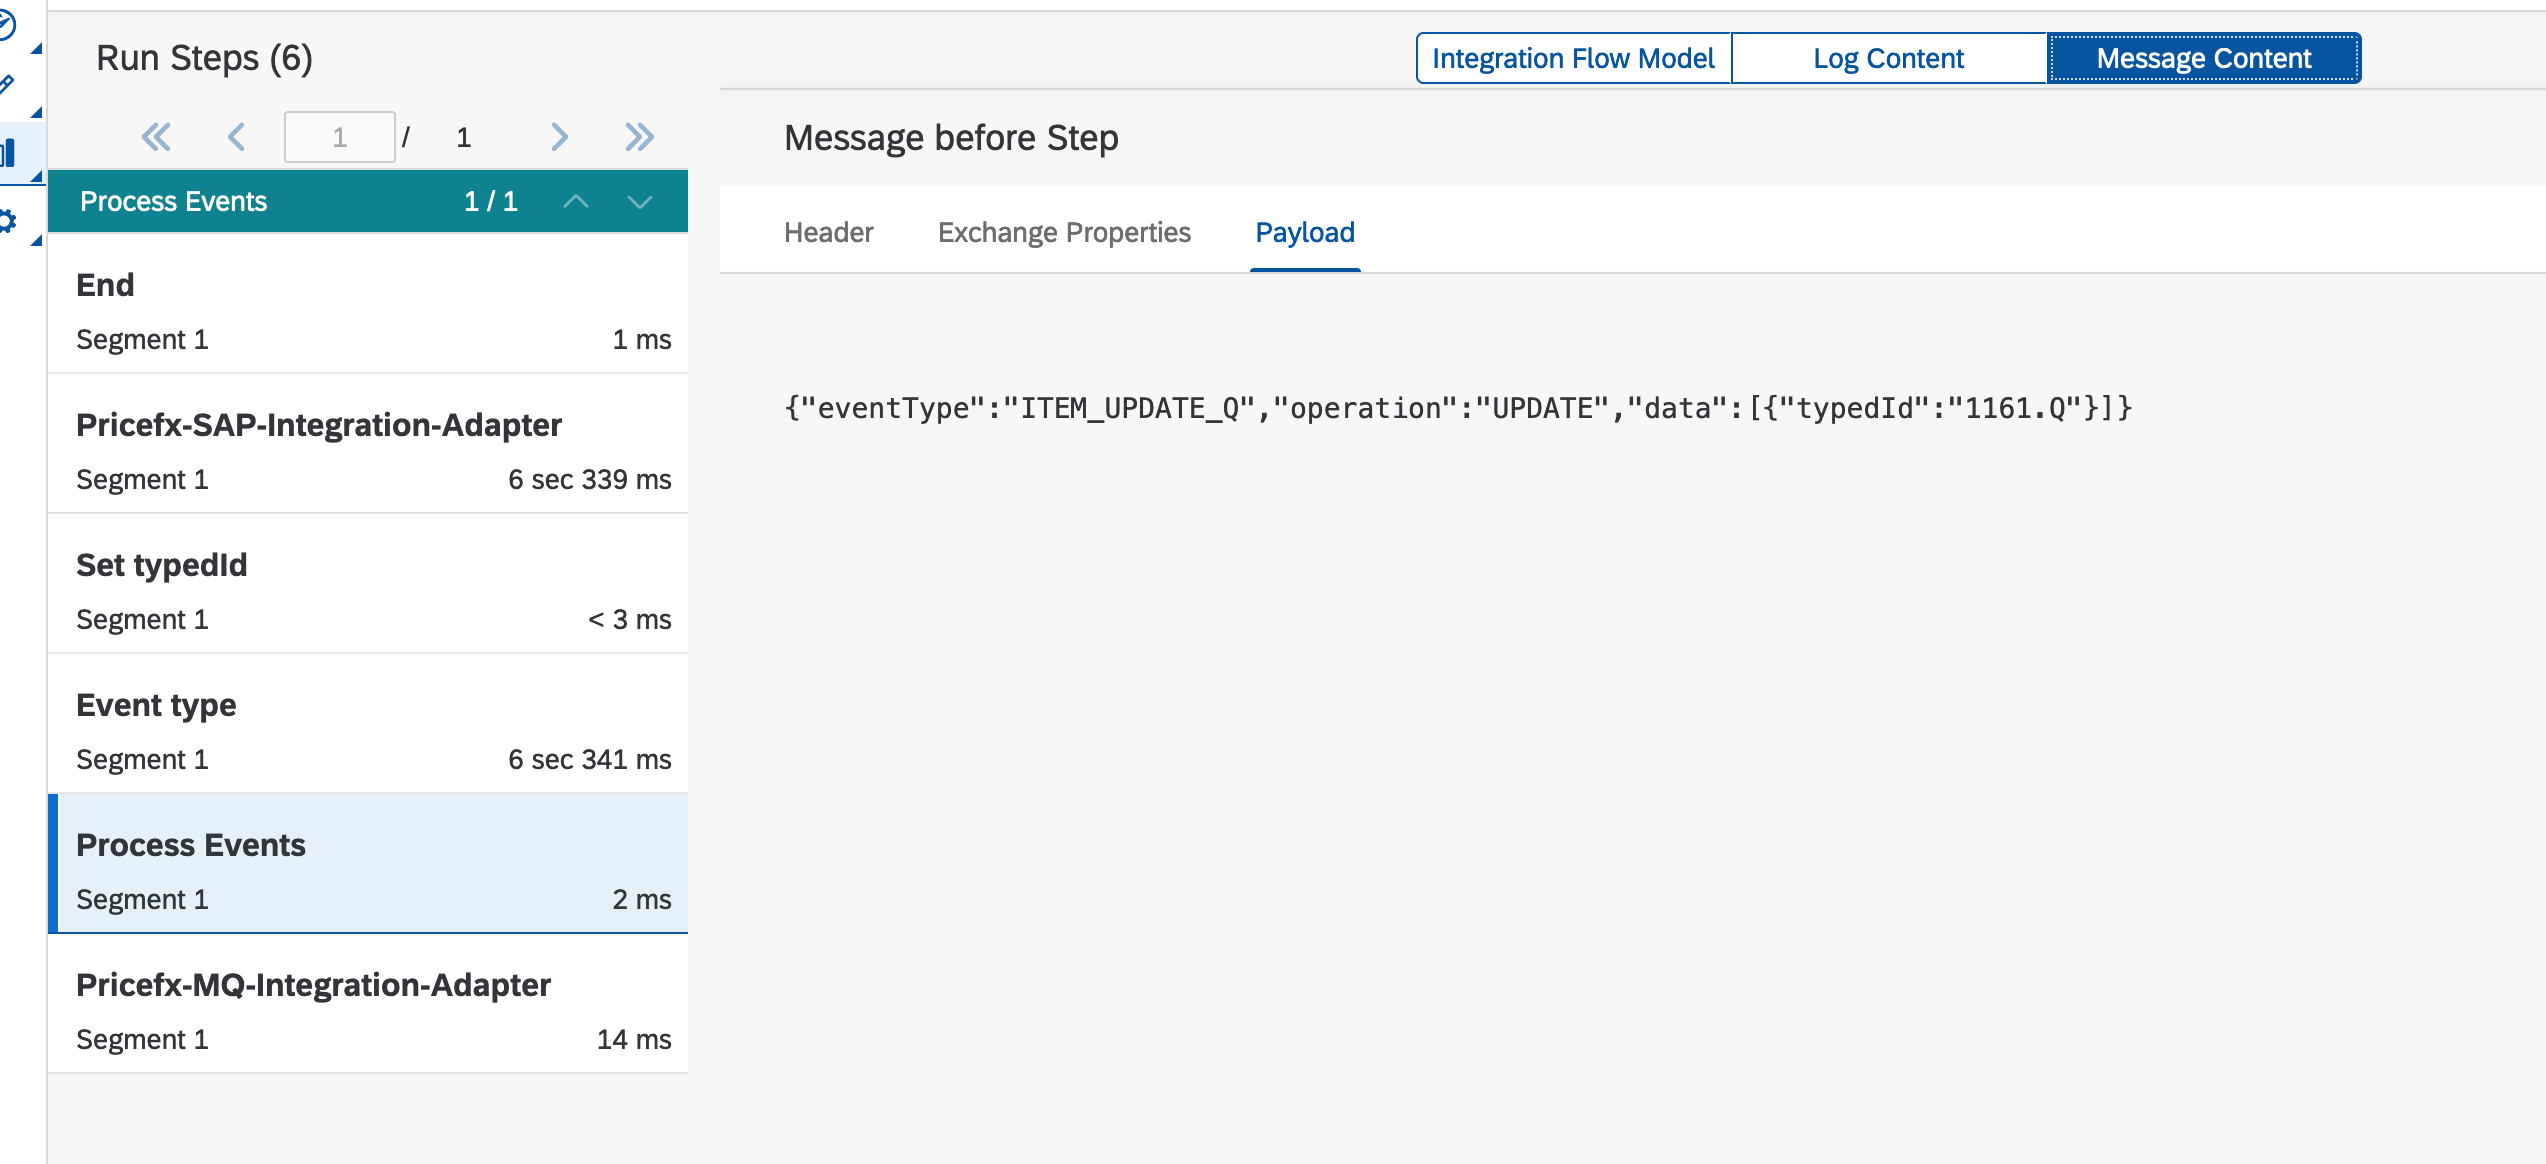 Run Steps (6)
Integration Flow Model
Log Content
Message Content
1 / 1
Process Events 1 / 1
End
Segment 1 1 ms
Pricefx-SAP-Integration-Adapter
Segment 1 6 sec 339 ms
Set typedId
Segment 1 < 3 ms
Event type
Segment 1 6 sec 341 ms
Process Events
Segment 1 2 ms
Pricefx-MQ-Integration-Adapter
Segment 1 14 ms
Message before Step
Header Exchange Properties Payload
{"eventType":"ITEM_UPDATE_Q","operation":"UPDATE","data":[{"typedId":"1161.Q"}]}